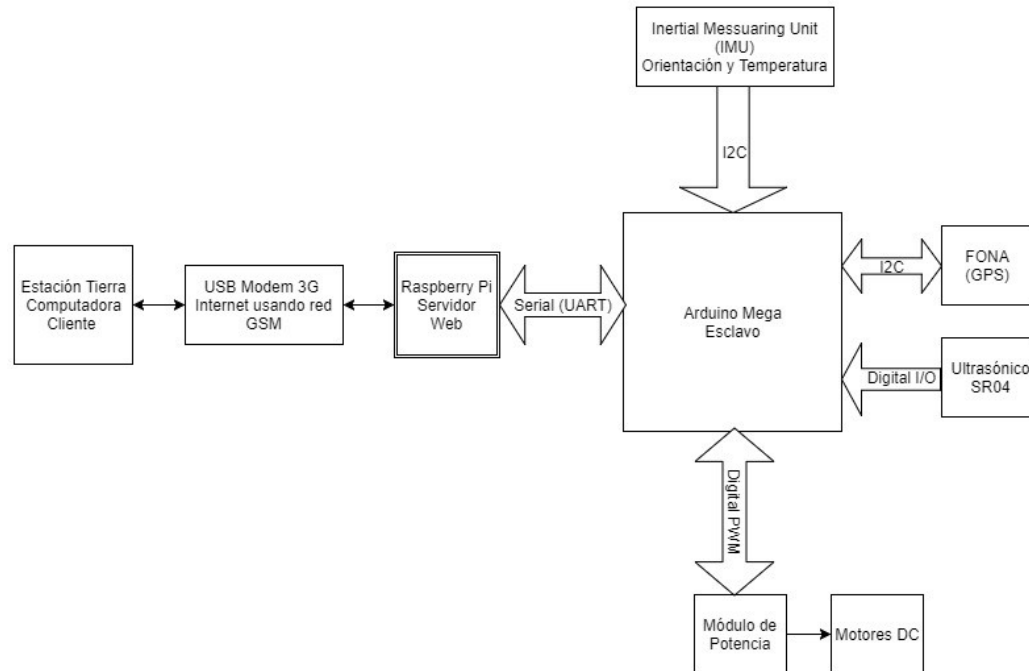 Inertial Messuaring Unit
(IMU)
Orientación y Temperatura
I2C
Estación Tierra
Computadora
Cliente
USB Modem 3G
Internet usando red
GSM
Raspberry Pi
Servidor
Web
Serial (UART)
Arduino Mega
Esclavo
I2C
FONA
(GPS)
Digital I/O
Ultrasónico
SR04
Digital PWM
Módulo de
Potencia
Motores DC